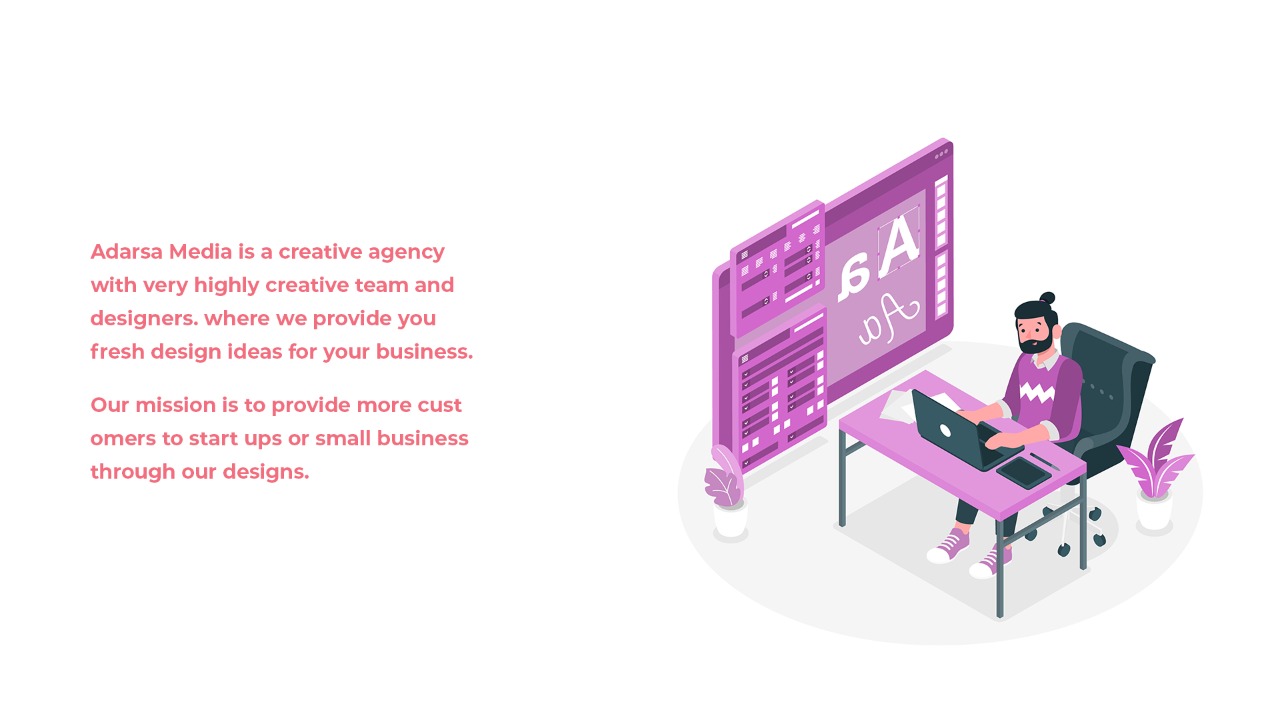 Adarsa Media is a creative agency
with very highly creative team and
designers. where we provide you
fresh design ideas for your business.
Our mission is to provide more cust
omers to start ups or small business
through our designs.
Aa
Aa